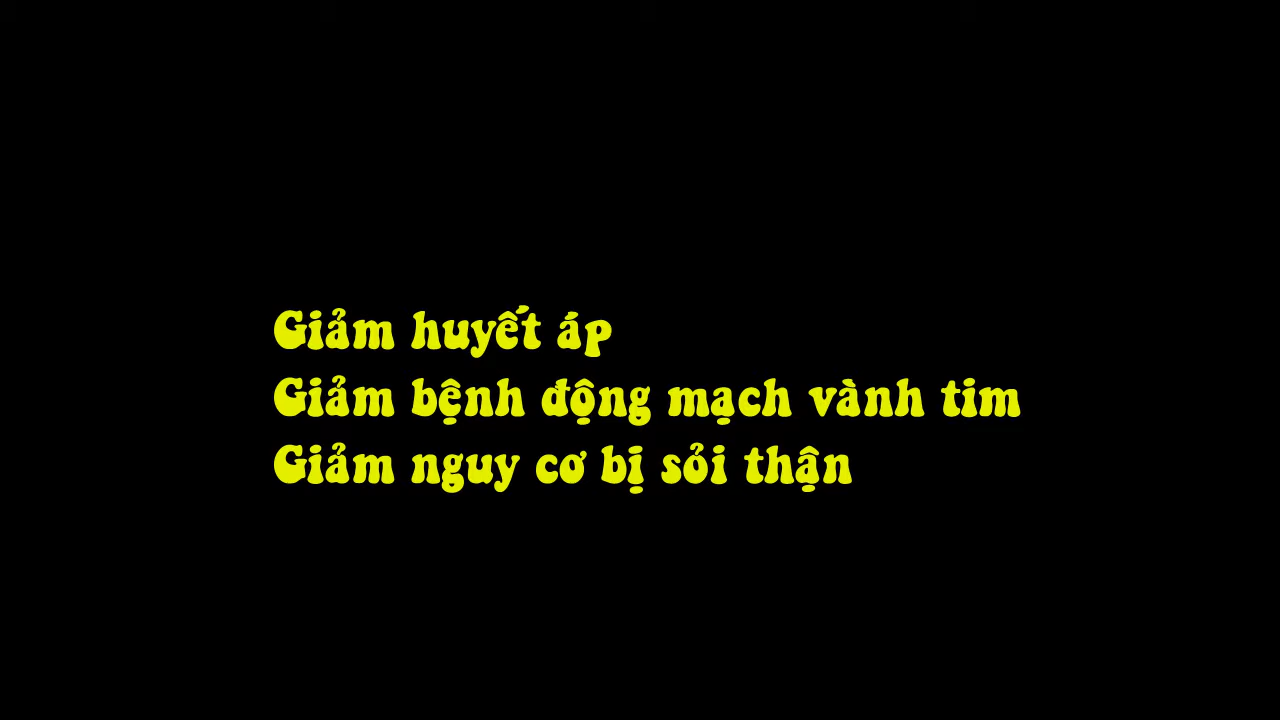 Giảm huyết áp
Giảm bệnh động mạch vành tim
Giảm nguy cơ bị sỏi thận